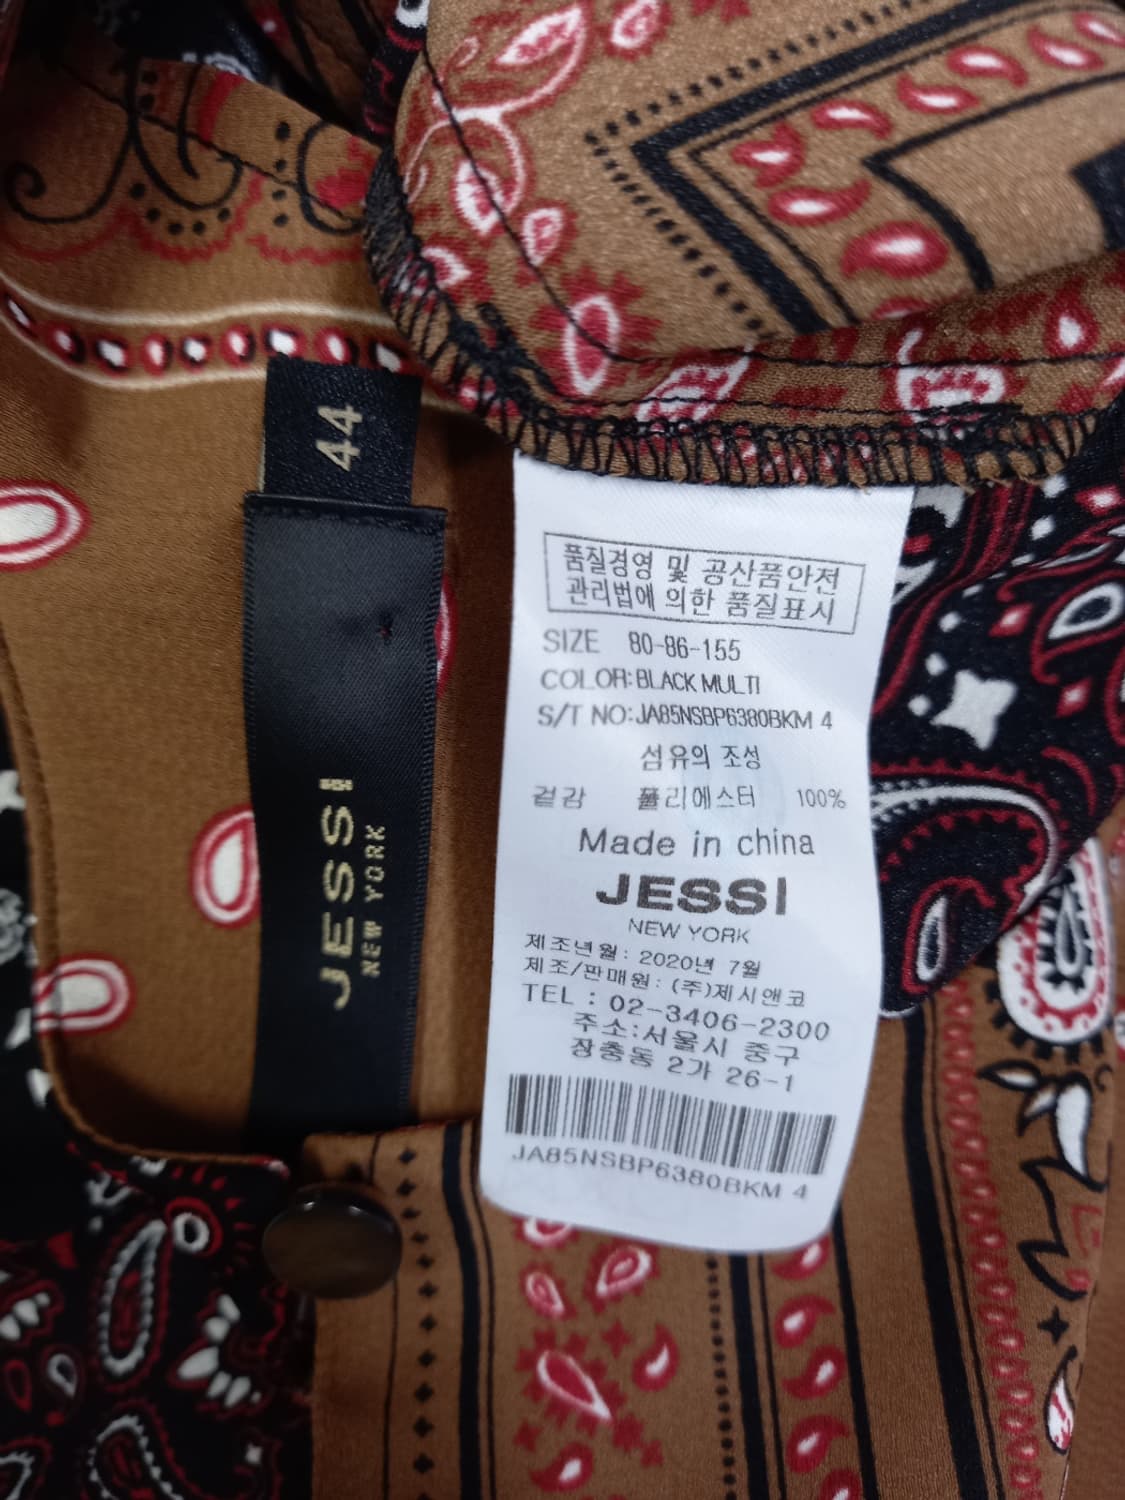 44
JESSI
NEW YORK
품질경영 및 공산품안전
관리법에 의한 품질표시
SIZE 80-86-155
COLOR:BLACK MULTI
S/T NO:JA85NSBP6380BKM 4
섬유의 조성
겉감 폴리에스터 100%
Made in china
JESSI
NEW YORK
제조년월: 2020년 7월
제조/판매원: (주)제시앤코
TEL : 02-3406-2300
주소:서울시 중구
장충동 2가 26-1
JA85NSBP6380BKM 4